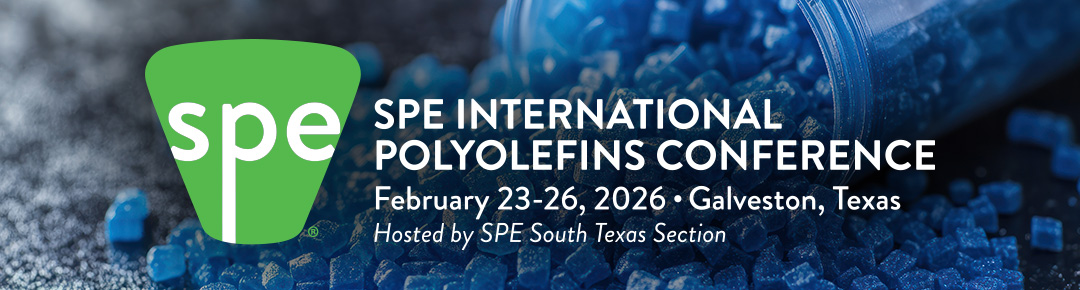 spe®
SPE INTERNATIONAL
POLYOLEFINS CONFERENCE
February 23-26, 2026 • Galveston, Texas
Hosted by SPE South Texas Section